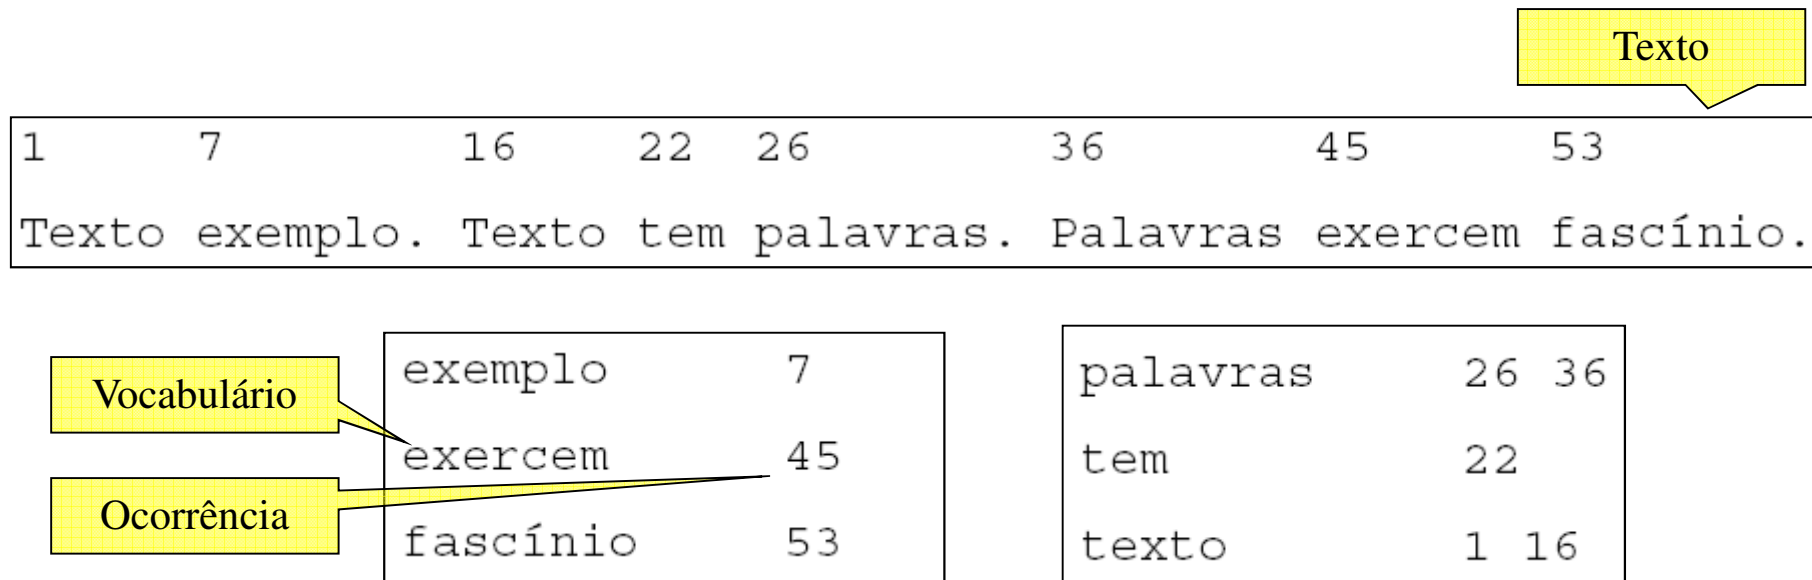 Texto
1 7 16 22 26 36 45 53
Texto exemplo. Texto tem palavras. Palavras exercem fascínio.
Vocabulário
Ocorrência
exemplo 7
exercem 45
fascínio 53
palavras 26 36
tem 22
texto 1 16